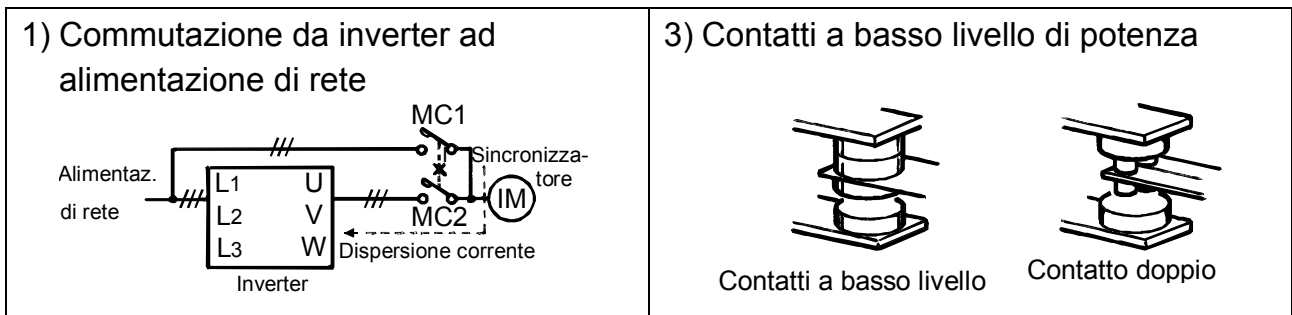 1) Commutazione da inverter ad
alimentazione di rete
MC1
Sincronizza-
tore
Alimentaz.
di rete
L1 U
L2 V
L3 W
IM
MC2
Dispersione corrente
Inverter
3) Contatti a basso livello di potenza
Contatti a basso livello
Contatto doppio